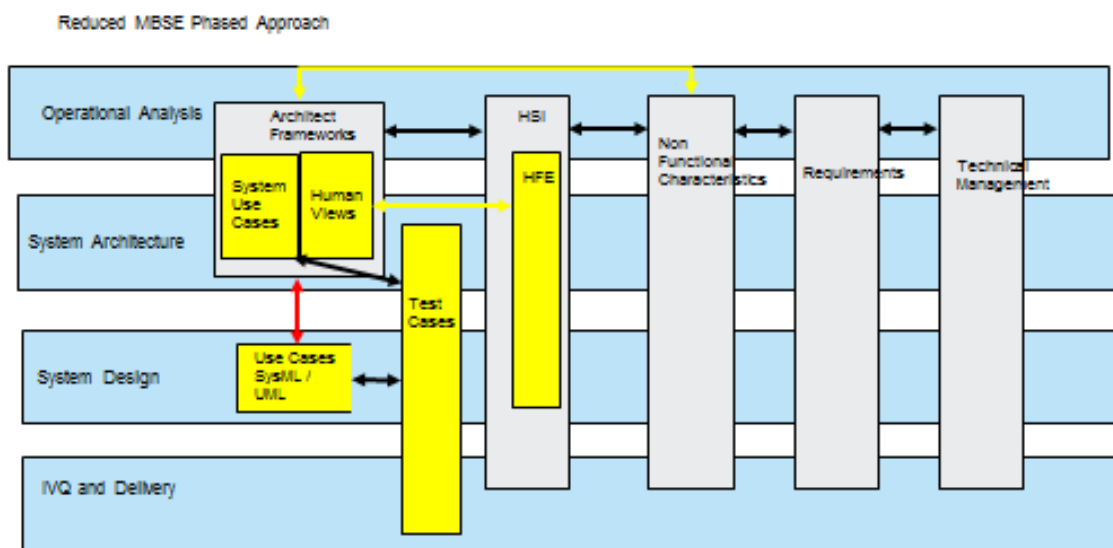 Reduced MBSE Phased Approach
Operational Analysis
Architect
Frameworks
HSI
Non
Functional
Characteristics
Requirements
Technical
Management
System
Use
Cases
Human
Views
HFE
System Architecture
Test
Cases
System Design
Use Cases
SysML /
UML
IVQ and Delivery